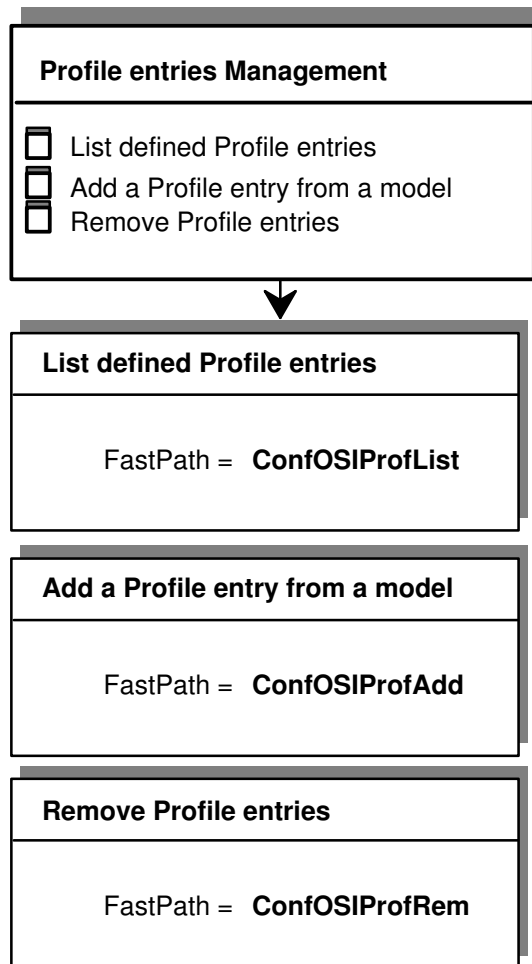 Profile entries Management
List defined Profile entries
Add a Profile entry from a model
Remove Profile entries
List defined Profile entries
FastPath = ConfOSIProfList
Add a Profile entry from a model
FastPath = ConfOSIProfAdd
Remove Profile entries
FastPath = ConfOSIProfRem